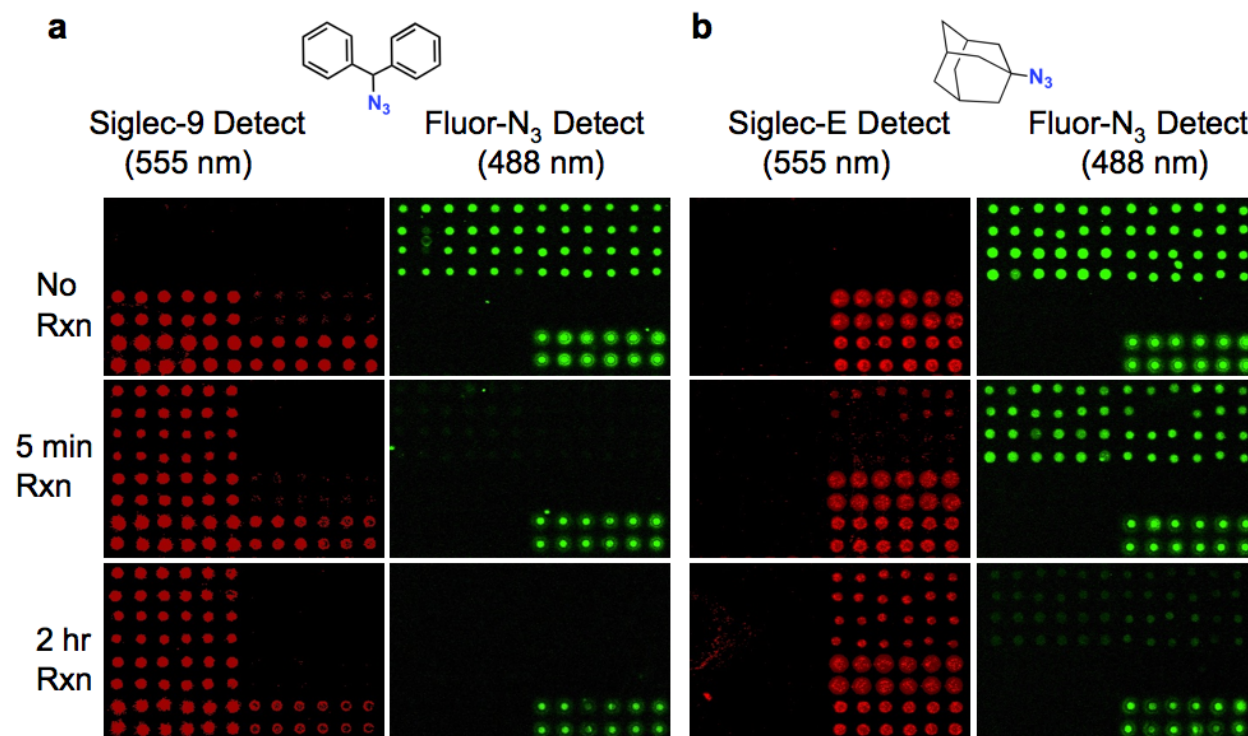 a
N₃
Siglec-9 Detect
(555 nm)
Fluor-N₃ Detect
(488 nm)
b
N₃
Siglec-E Detect
(555 nm)
Fluor-N₃ Detect
(488 nm)
No
Rxn
5 min
Rxn
2 hr
Rxn